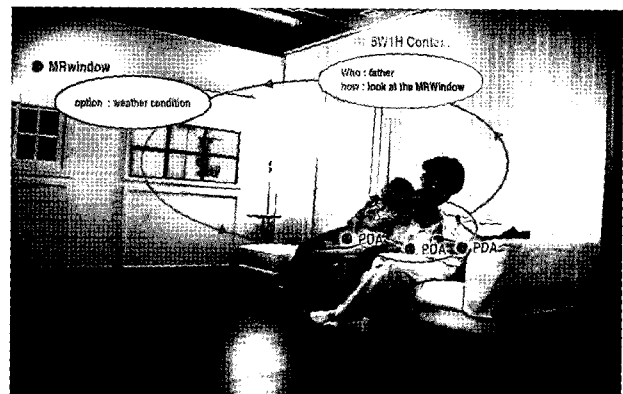 5W1H Contex
MRwindow
Who : father
how : look at the MRWindow
option : weather condition
PDA
PDA
PDA